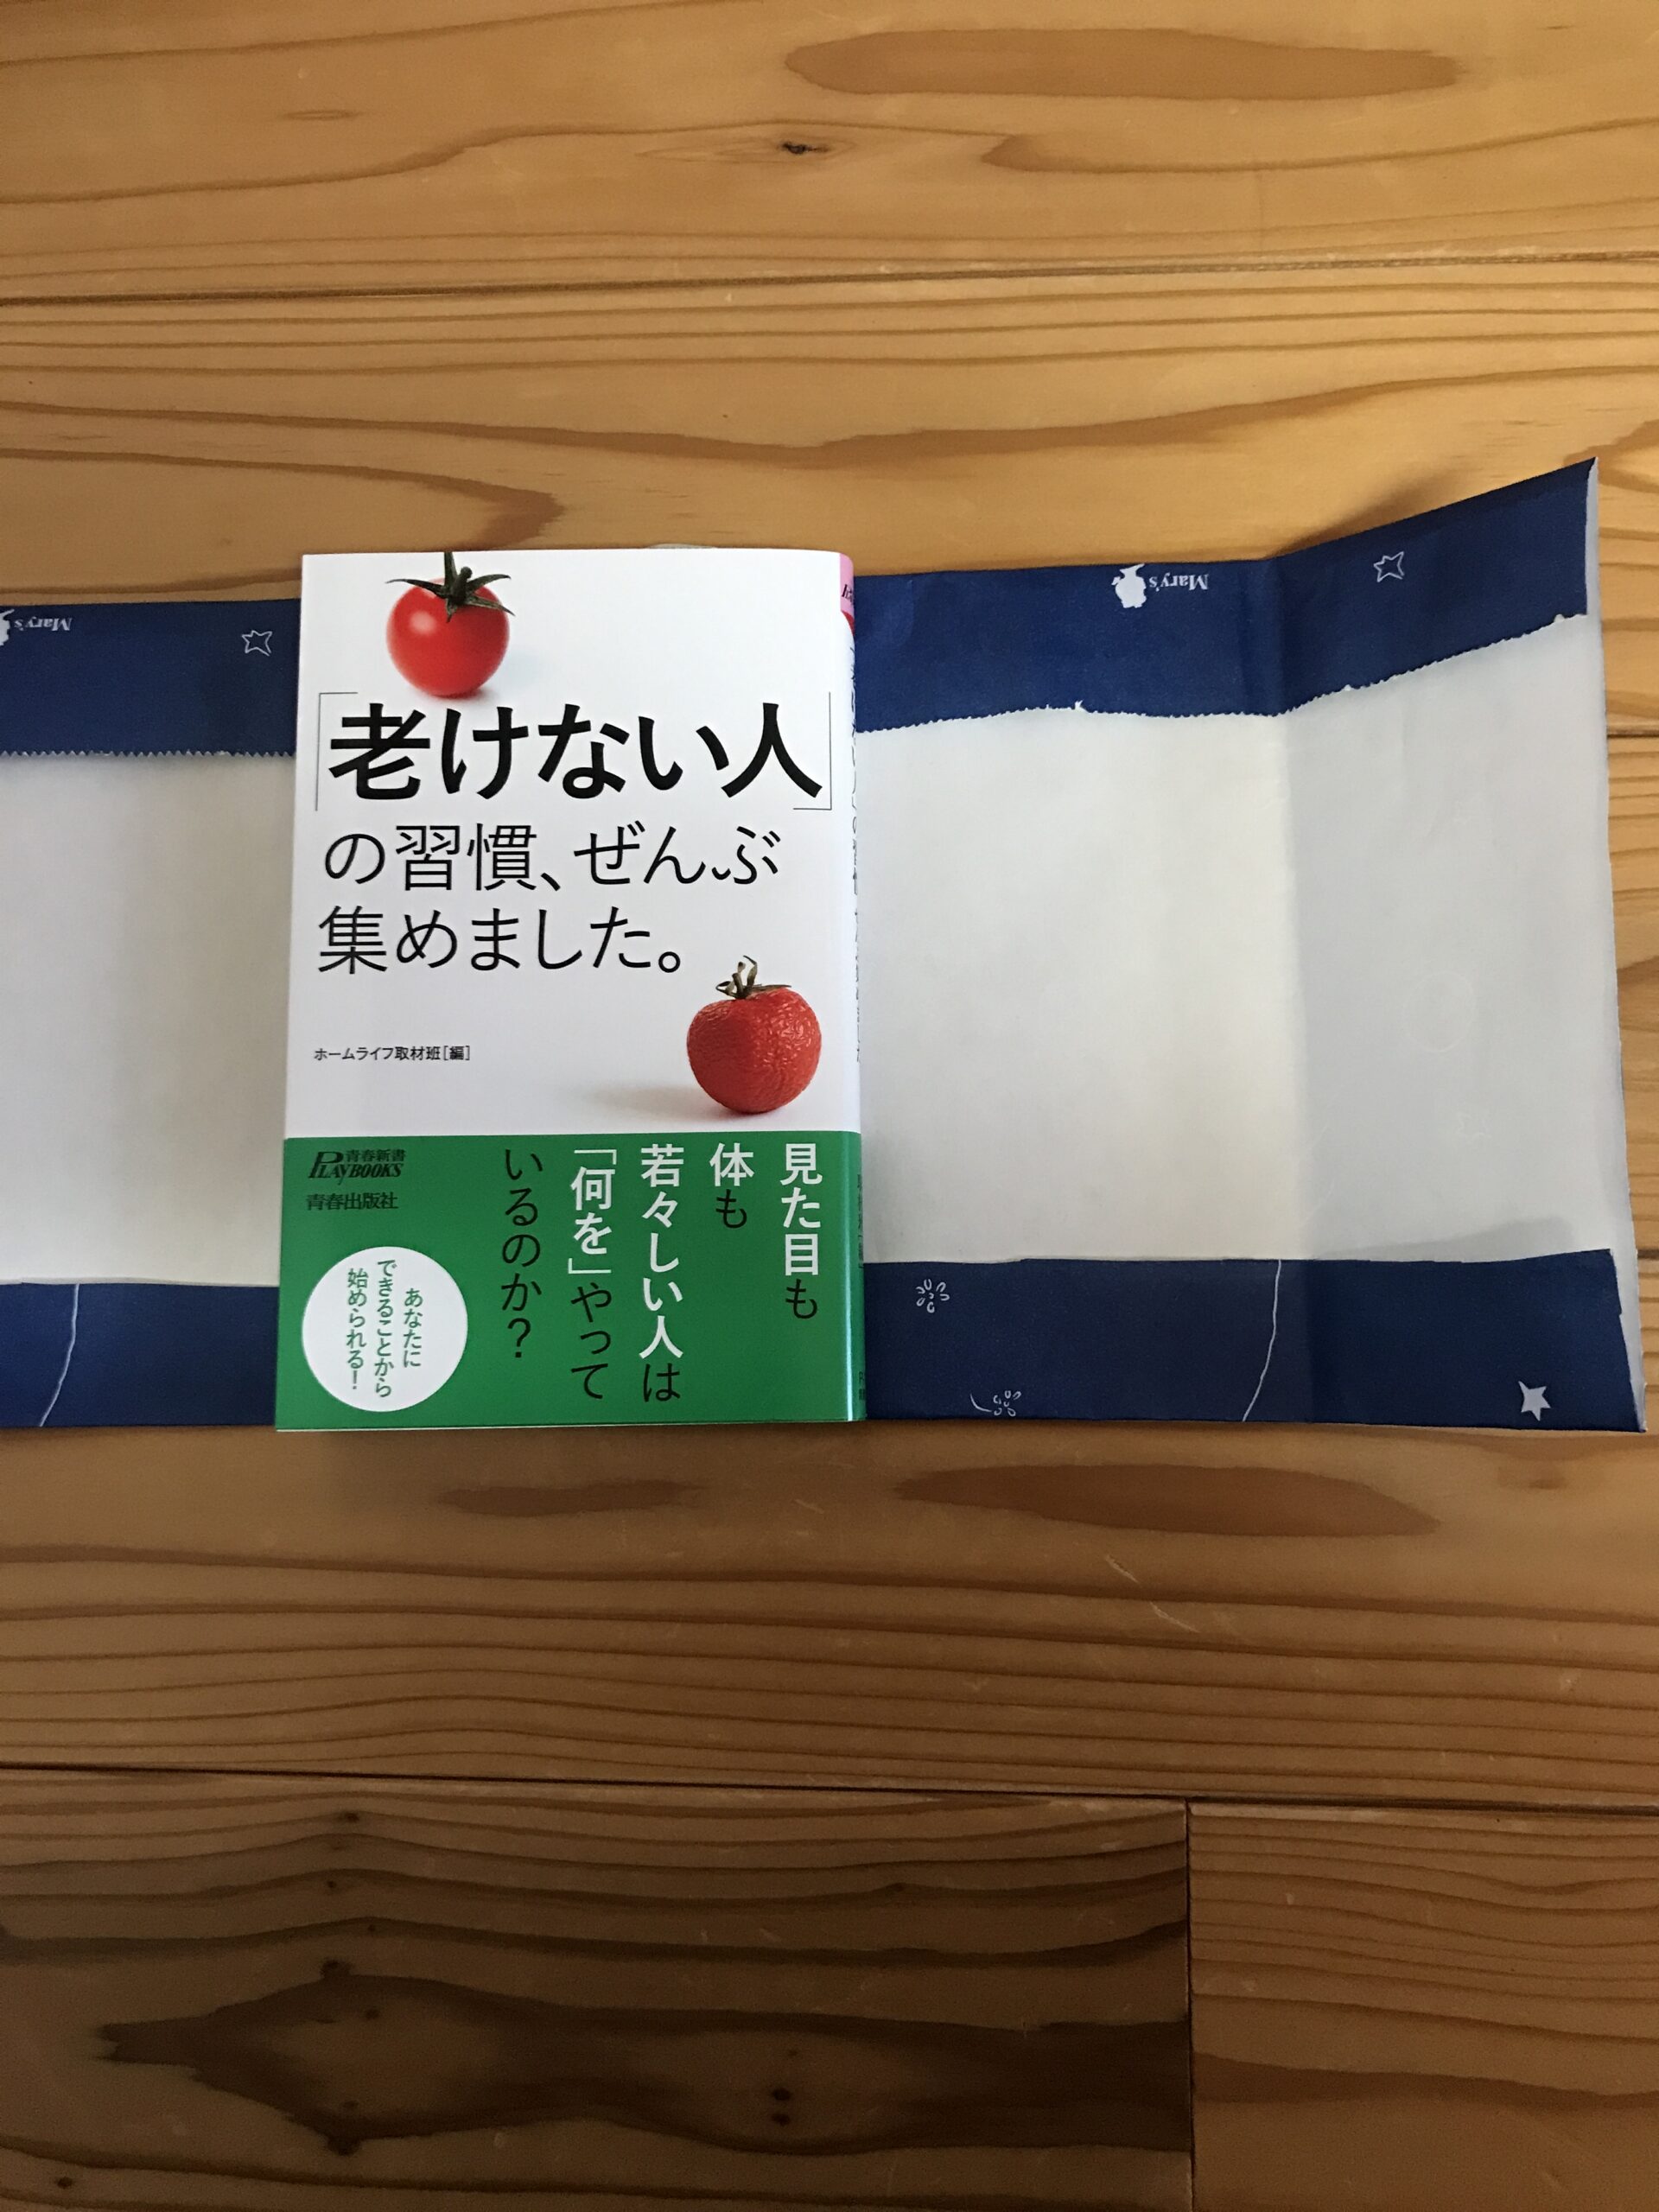 「老けない人」
の習慣、ぜんぶ
集めました。
ホームライフ取材班[編]
青春新書
PLAYBOOKS
青春出版社
見た目も
体も
若々しい人は
「何を」やって
いるのか？
あなたに
できることから
始められる！
Mary's
Mary's